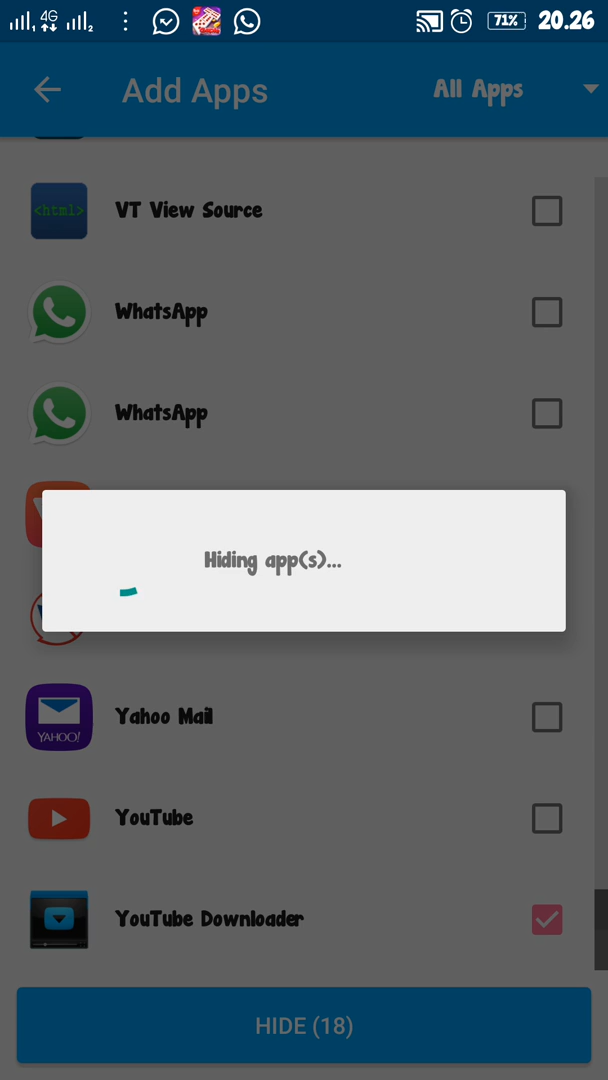 4G
2
71%
20.26
Add Apps
All Apps
<html>
VT View Source
WhatsApp
WhatsApp
Hiding app(s)...
Yahoo Mail
YAHOO!
YouTube
YouTube Downloader
HIDE (18)